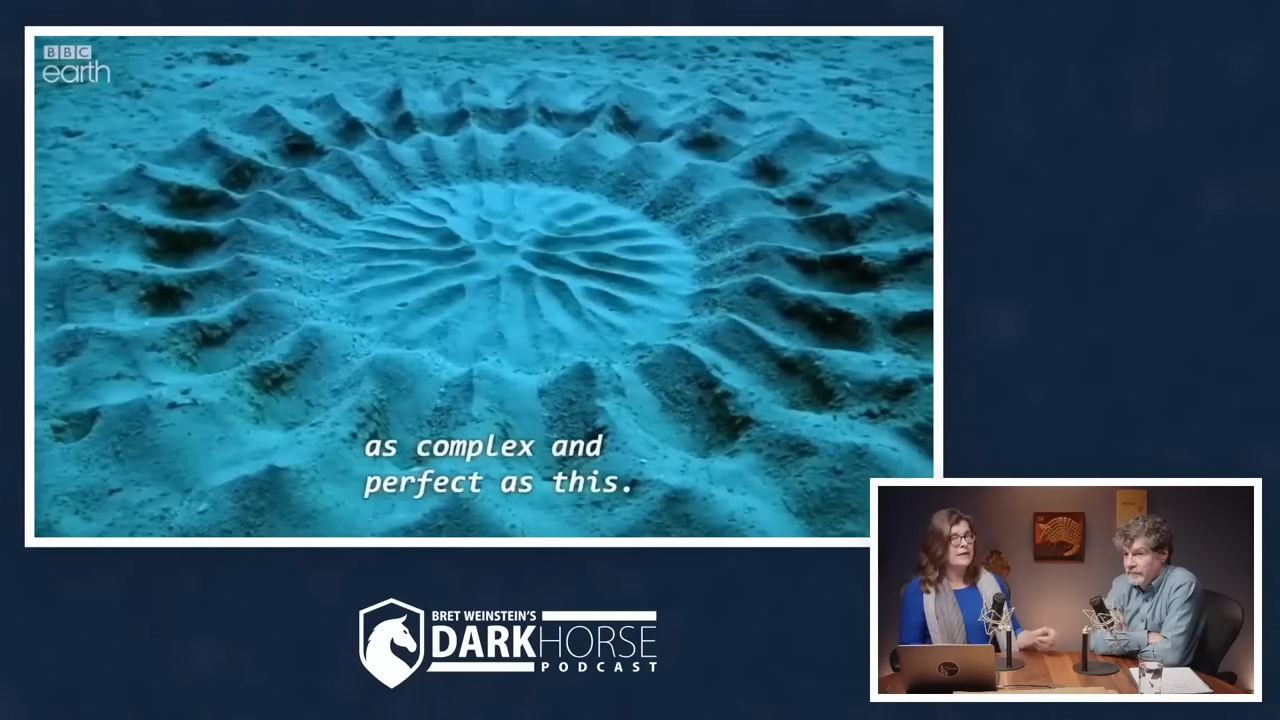 BBC
earth
as complex and
perfect as this.
BRET WEINSTEIN'S
DARKHORSE
PODCAST